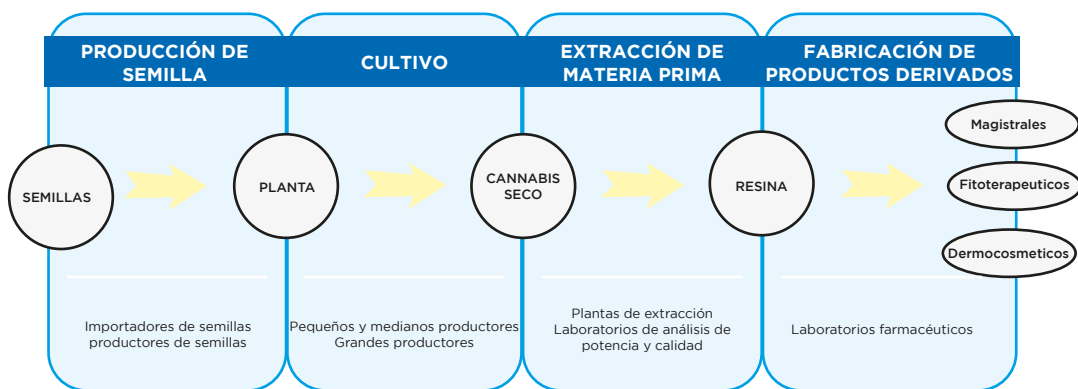 PRODUCCIÓN DE
SEMILLA
CULTIVO
EXTRACCIÓN DE
MATERIA PRIMA
FABRICACIÓN DE
PRODUCTOS DERIVADOS
SEMILLAS
PLANTA
CANNABIS
SECO
RESINA
Magistrales
Fitoterapeuticos
Dermocosmeticos
Importadores de semillas
productores de semillas
Pequeños y medianos productores
Grandes productores
Plantas de extracción
Laboratorios de análisis de
potencia y calidad
Laboratorios farmacéuticos